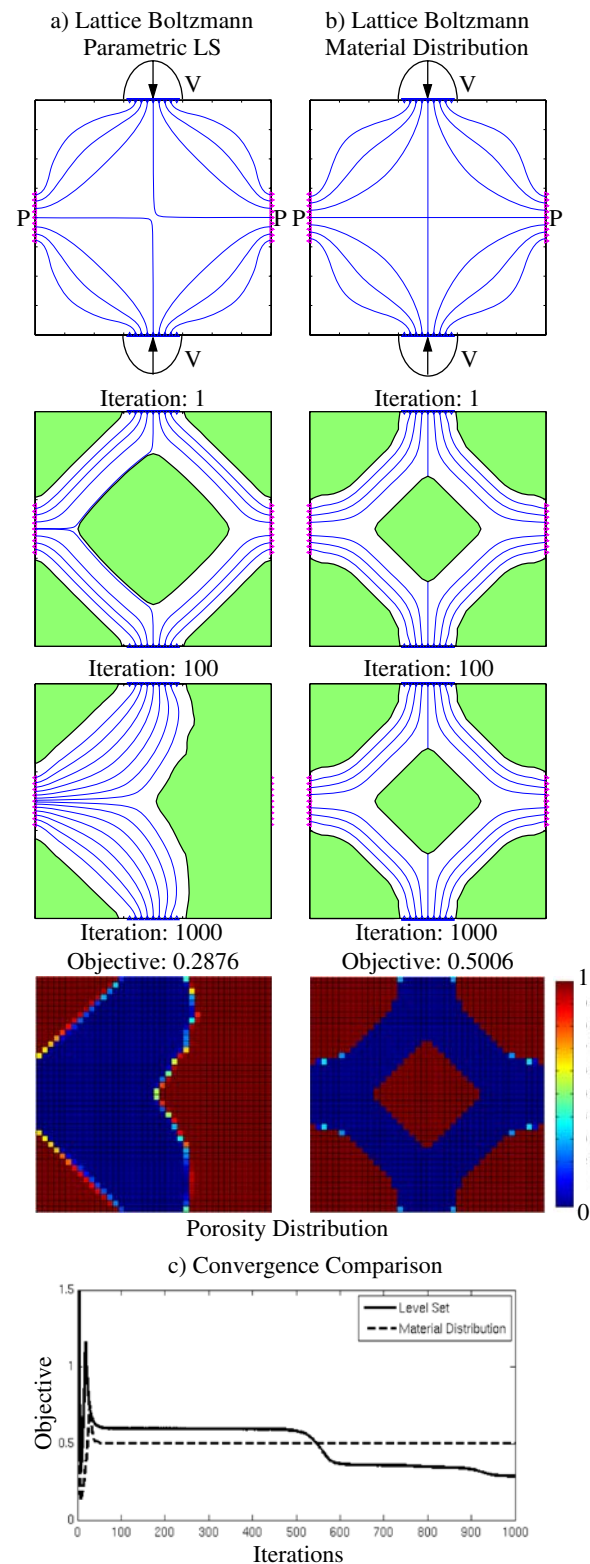 a) Lattice Boltzmann
Parametric LS
b) Lattice Boltzmann
Material Distribution
V
V
P
P
P
P
V
V
Iteration: 1
Iteration: 1
Iteration: 100
Iteration: 100
Iteration: 1000
Objective: 0.2876
Iteration: 1000
Objective: 0.5006
1
0
Porosity Distribution
c) Convergence Comparison
1.5
1
0.5
0
Objective
Level Set
Material Distribution
0 100 200 300 400 500 600 700 800 900 1000
Iterations